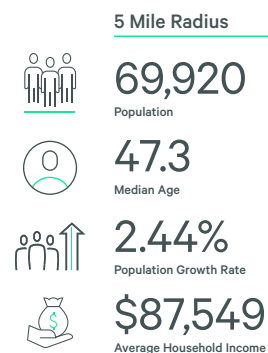 5 Mile Radius
69,920
Population
47.3
Median Age
2.44%
Population Growth Rate
$
$87,549
Average Household Income